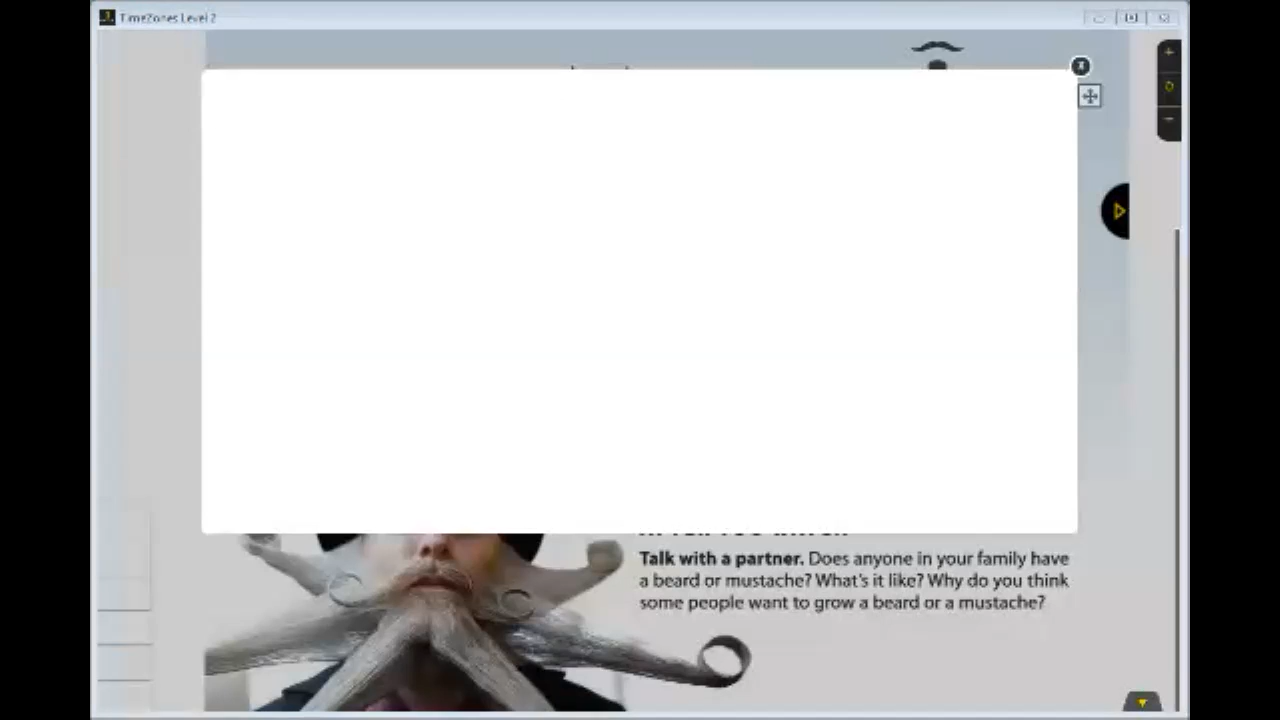 TimeZones Level 2
Talk with a partner. Does anyone in your family have
a beard or mustache? What's it like? Why do you think
some people want to grow a beard or a mustache?